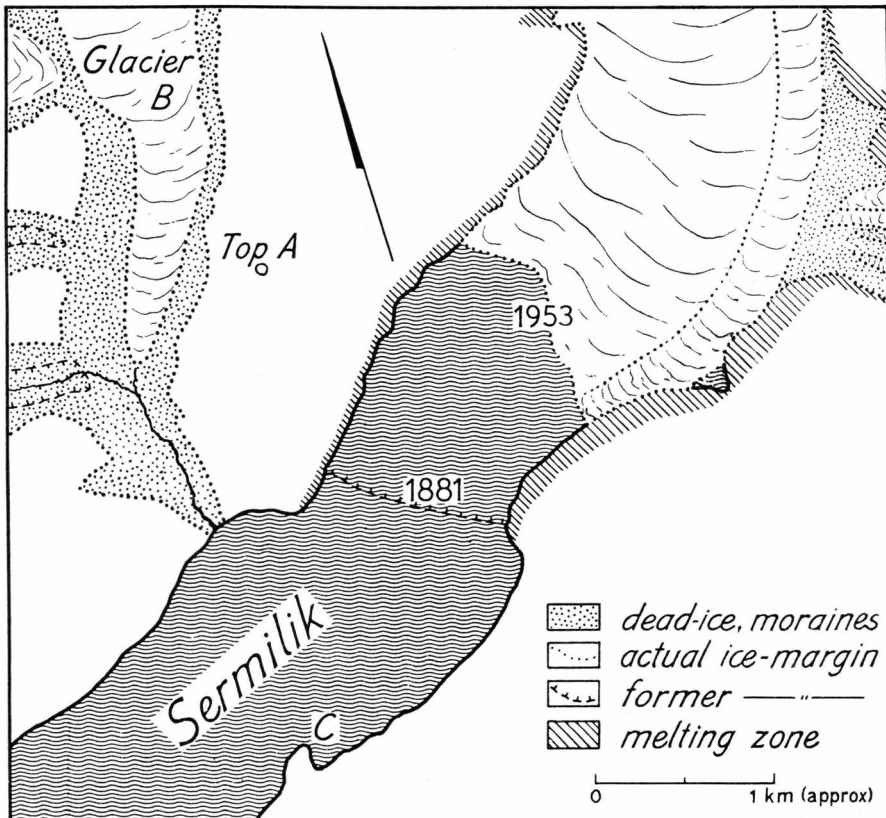 Glacier
B
Top A
1953
1881
Sermilik
C
dead-ice, moraines
actual ice-margin
former — " —
melting zone
0 1 km (approx)